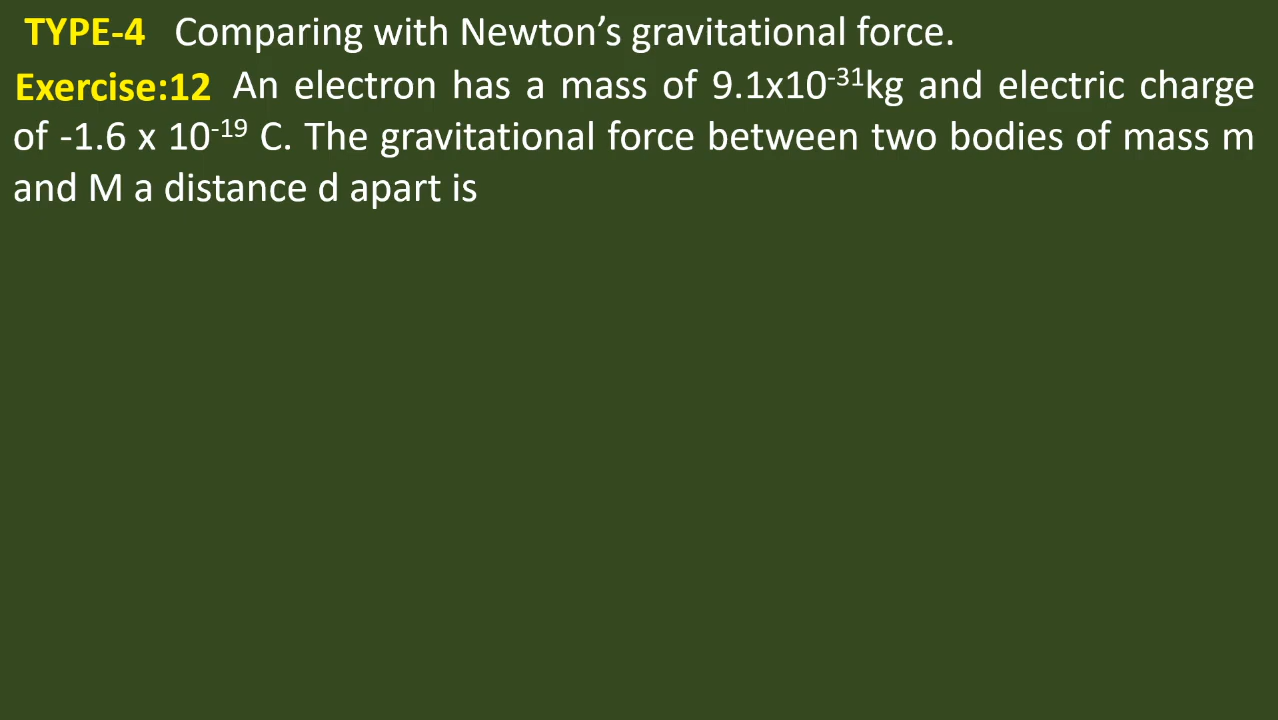 TYPE-4 Comparing with Newton’s gravitational force.
Exercise:12 An electron has a mass of 9.1x10⁻³¹kg and electric charge
of -1.6 x 10⁻¹⁹ C. The gravitational force between two bodies of mass m
and M a distance d apart is